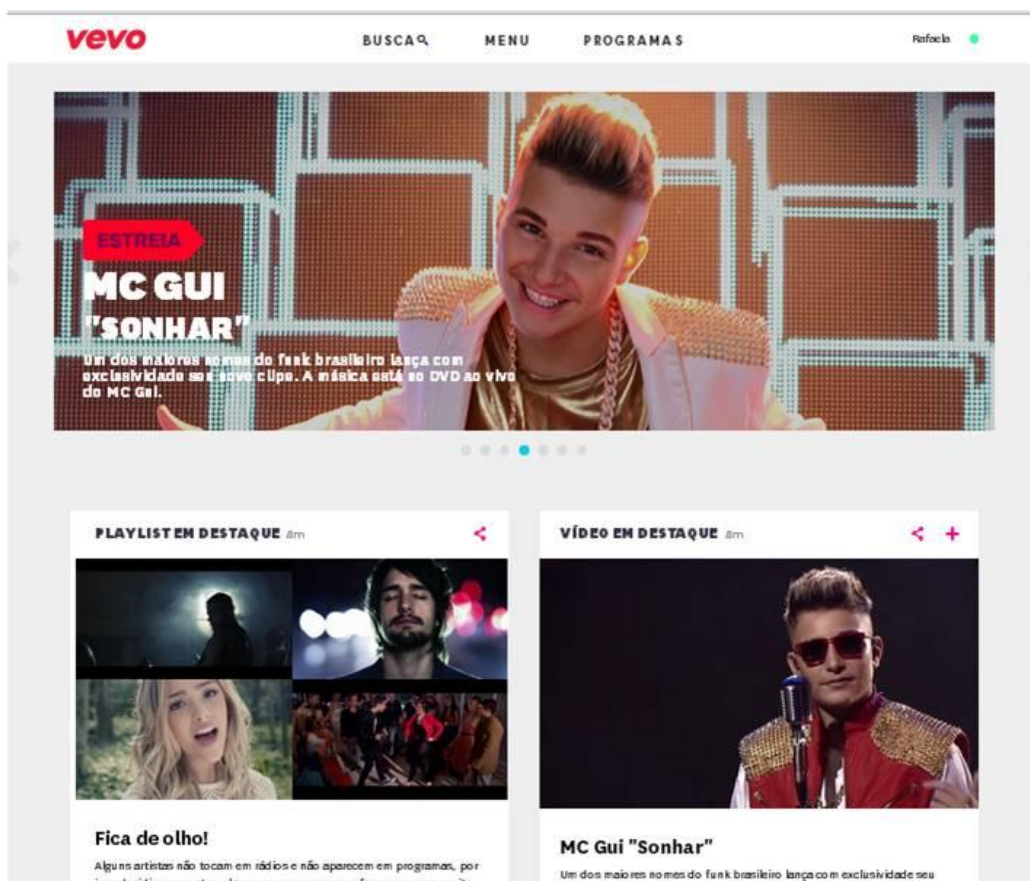 vevo
BUSCA
MENU
PROGRAMAS
Rafaela
ESTREIA
MC GUI
"SONHAR"
Um dos maiores nomes do funk brasileiro lança com
exclusividade seu novo clipe. A música está no DVD ao vivo
do MC Gui.
PLAYLIST EM DESTAQUE 8m
Fica de olho!
Alguns artistas não tocam em rádios e não aparecem em programas, por
VÍDEO EM DESTAQUE 8m
MC Gui "Sonhar"
Um dos maiores nomes do funk brasileiro lança com exclusividade seu